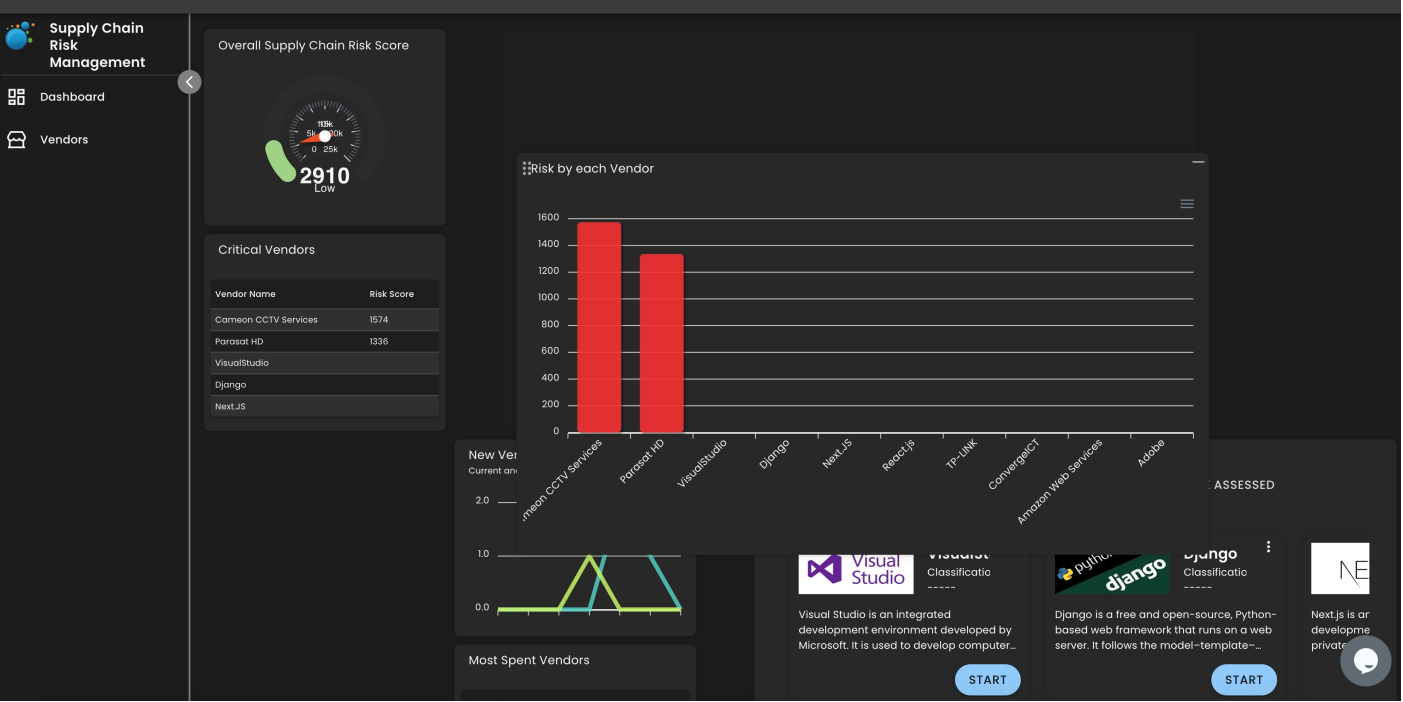 Supply Chain
Risk
Management
Dashboard
Vendors
Overall Supply Chain Risk Score
5k
20k
0
25k
2910
Low
Critical Vendors
Vendor Name Risk Score
Cameon CCTV Services 1574
Parasat HD 1336
VisualStudio
Django
Next.JS
Risk by each Vendor
1600
1400
1200
1000
800
600
400
200
0
meon CCTV Services
Parasat HD
VisualStudio
Django
Next.JS
React.js
TP-LINK
ConvergeICT
Amazon Web Services
Adobe
New Ver
Current an
2.0
1.0
0.0
Most Spent Vendors
ASSESSED
Visual
Studio
Classificatio
-----
Visual Studio is an integrated
development environment developed by
Microsoft. It is used to develop computer...
START
python
django
Django
Classificatio
-----
Django is a free and open-source, Python-
based web framework that runs on a web
server. It follows the model-template-...
START
NE
Next.js is ar
developme
private